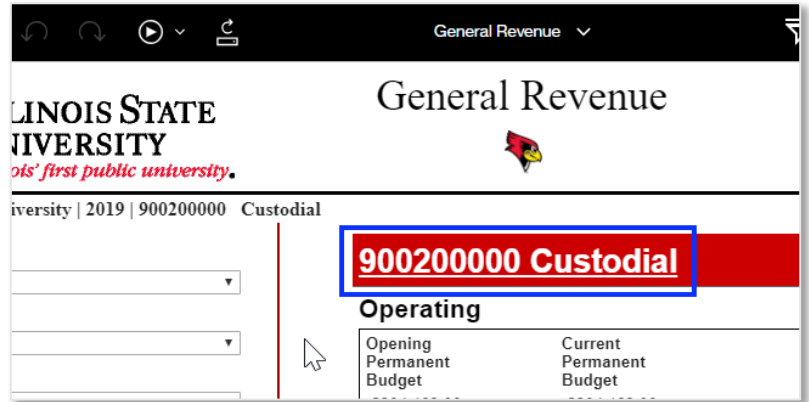 General Revenue
LINOIS STATE
NIVERSITY
ois' first public university.
General Revenue
iversity | 2019 | 900200000 Custodial
900200000 Custodial
Operating
Opening Current
Permanent Permanent
Budget Budget